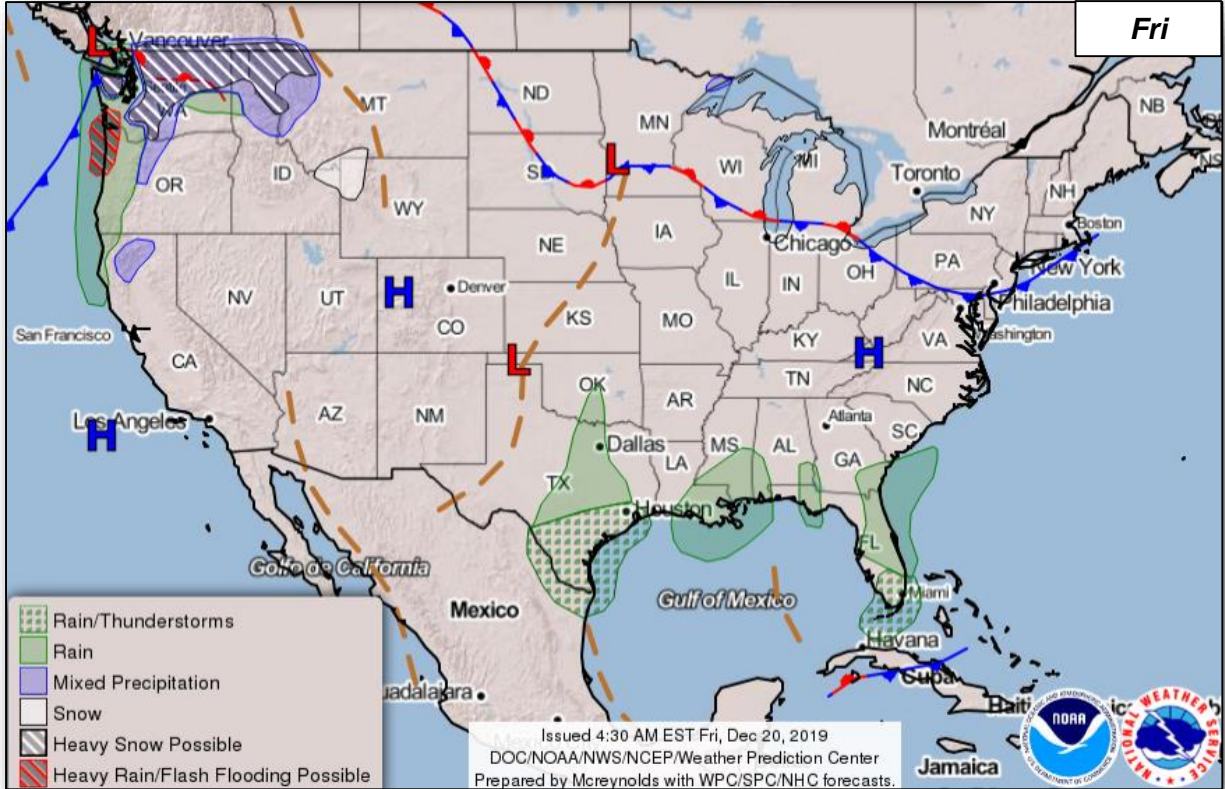 Fri
L
Vancouver
WA
MT
ND
MN
NB
Montréal
OR
ID
WY
L
WI
MI
Toronto
NH
NY
Boston
NE
IA
Chicago
New York
NV
UT
H
Denver
CO
IL
IN
OH
PA
Philadelphia
San Francisco
CA
KS
MO
KY
H
VA
L
TN
NC
AZ
NM
OK
AR
Los Angeles
H
Atlanta
SC
Dallas
LA
MS
AL
GA
TX
Houston
FL
Golfo de California
Mexico
Gulf of Mexico
Miami
Havana
Cuba
Jamaica
Rain/Thunderstorms
Rain
Mixed Precipitation
Snow
Heavy Snow Possible
Heavy Rain/Flash Flooding Possible
Issued 4:30 AM EST Fri, Dec 20, 2019
DOC/NOAA/NWS/NCEP/Weather Prediction Center
Prepared by Mcreynolds with WPC/SPC/NHC forecasts.
NOAA
NATIONAL WEATHER SERVICE